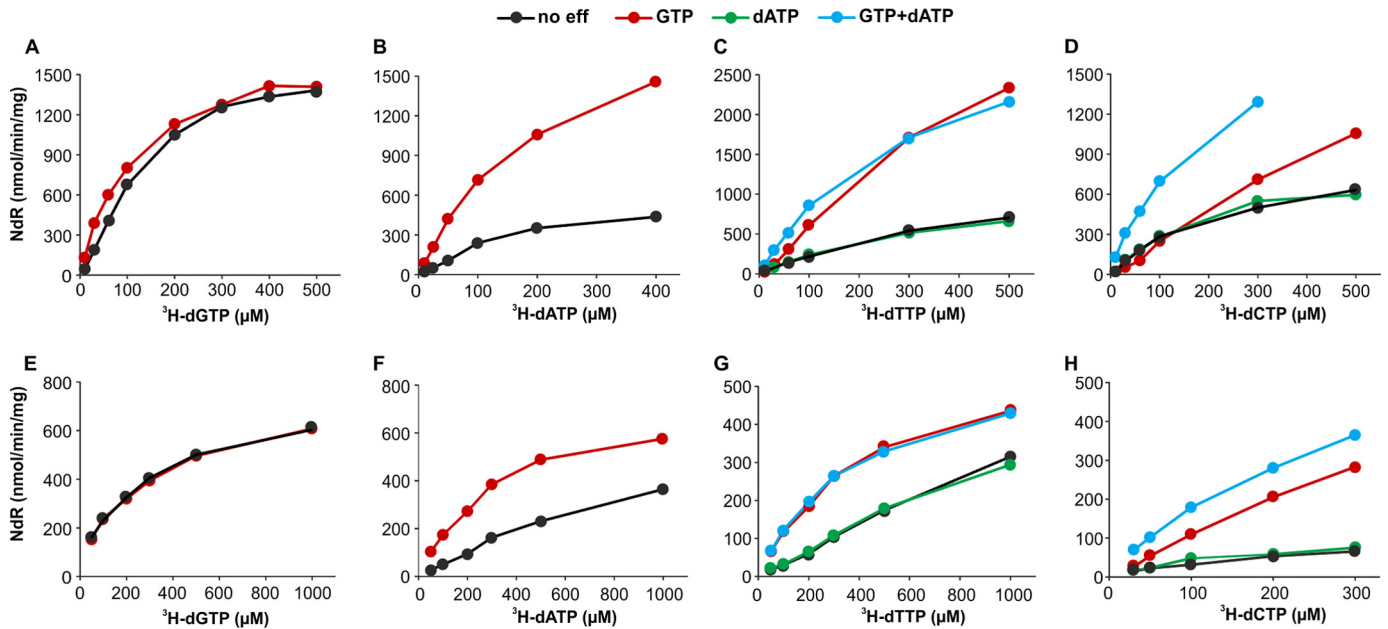 no eff GTP dATP GTP+dATP
A B C D
NdR (nmol/min/mg)
1500 1500 2500 1500
1200 1200 2000 1200
900 900 1500 900
600 600 1000 600
300 300 500 300
0 0 0 0
0 100 200 300 400 500 0 100 200 300 400 0 100 200 300 400 500 0 100 200 300 400 500
³H-dGTP (µM) ³H-dATP (µM) ³H-dTTP (µM) ³H-dCTP (µM)
E F G H
NdR (nmol/min/mg)
800 800 500 500
600 600 400 400
400 400 300 300
200 200 200 200
0 0 100 100
0 0
0 200 400 600 800 1000 0 200 400 600 800 1000 0 200 400 600 800 1000 100 200 300
³H-dGTP (µM) ³H-dATP (µM) ³H-dTTP (µM) ³H-dCTP (µM)